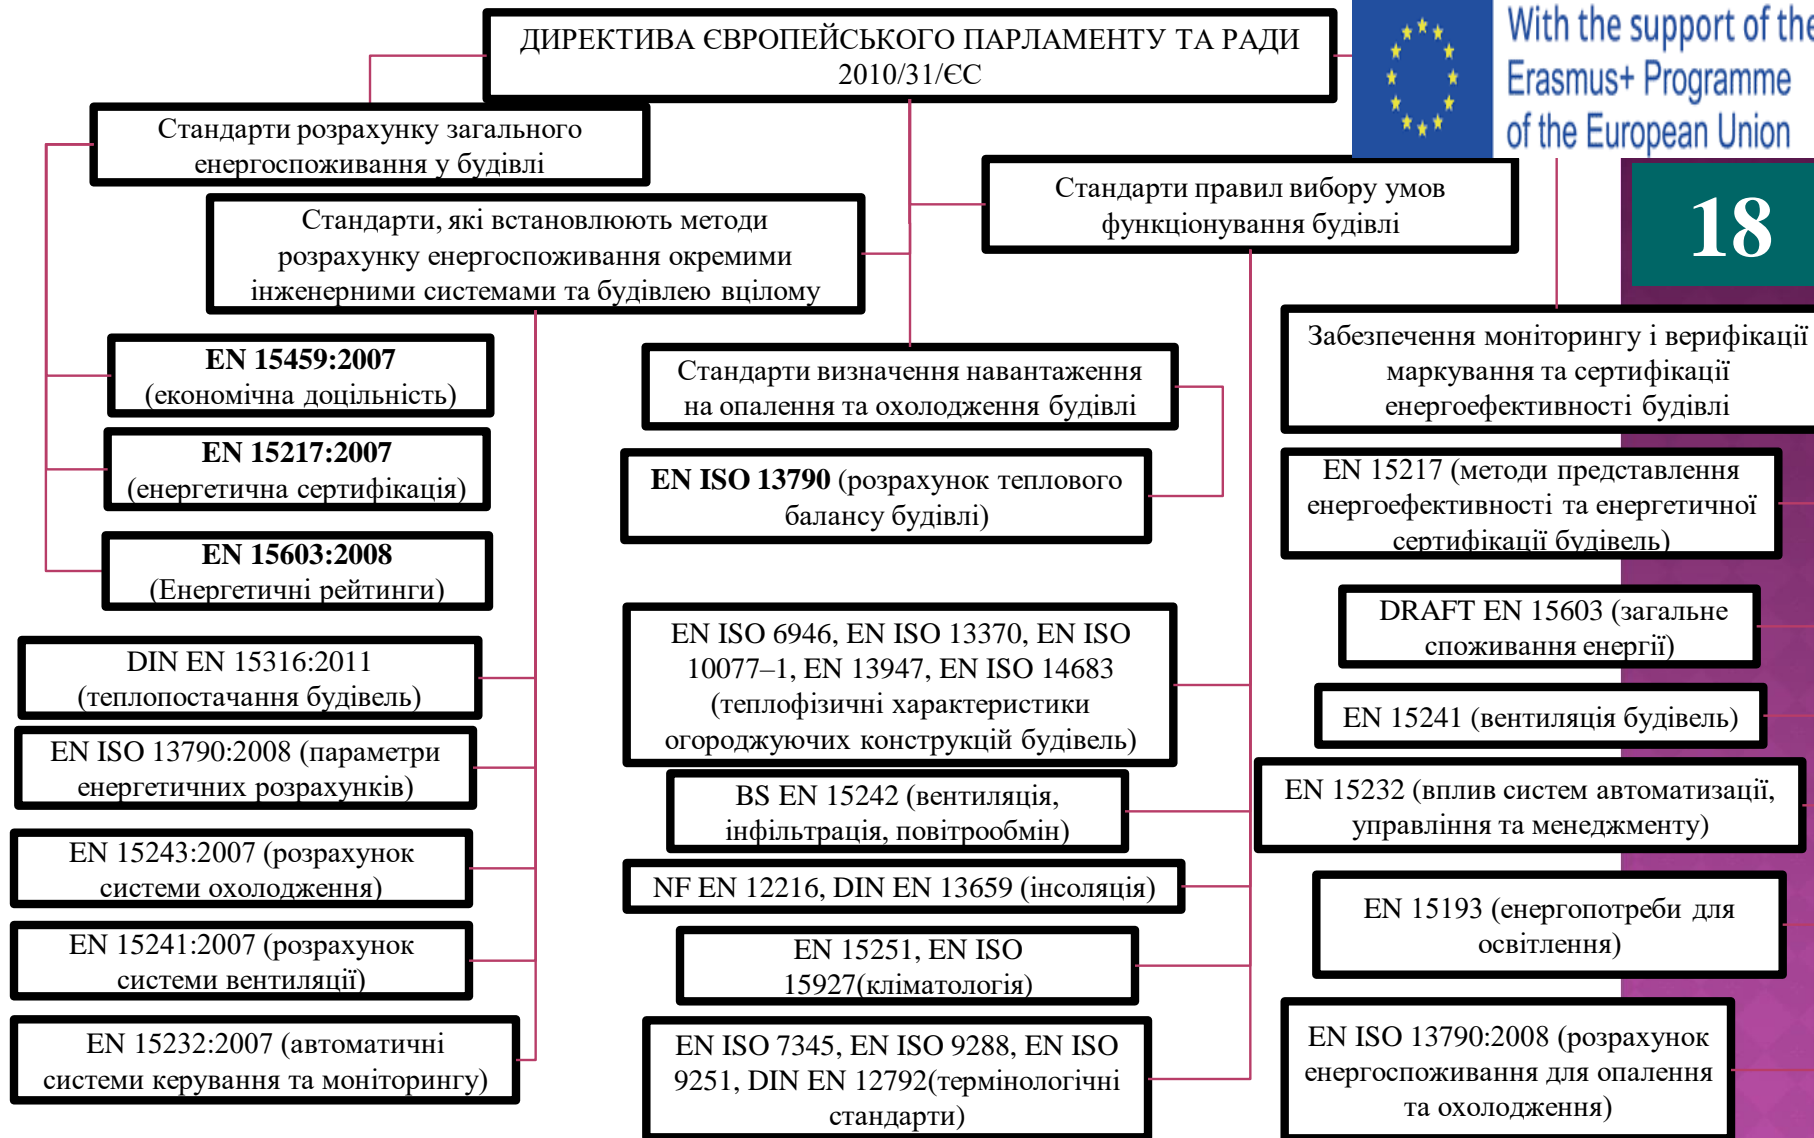 ДИРЕКТИВА ЄВРОПЕЙСЬКОГО ПАРЛАМЕНТУ ТА РАДИ
2010/31/ЄС
With the support of the
Erasmus+ Programme
of the European Union
18
Стандарти розрахунку загального
енергоспоживання у будівлі
Стандарти, які встановлюють методи
розрахунку енергоспоживання окремими
інженерними системами та будівлею вцілому
Стандарти правил вибору умов
функціонування будівлі
EN 15459:2007
(економічна доцільність)
EN 15217:2007
(енергетична сертифікація)
EN 15603:2008
(Енергетичні рейтинги)
DIN EN 15316:2011
(теплопостачання будівель)
EN ISO 13790:2008 (параметри
енергетичних розрахунків)
EN 15243:2007 (розрахунок
системи охолодження)
EN 15241:2007 (розрахунок
системи вентиляції)
EN 15232:2007 (автоматичні
системи керування та моніторингу)
Стандарти визначення навантаження
на опалення та охолодження будівлі
EN ISO 13790 (розрахунок теплового
балансу будівлі)
EN ISO 6946, EN ISO 13370, EN ISO
10077–1, EN 13947, EN ISO 14683
(теплофізичні характеристики
огороджуючих конструкцій будівель)
BS EN 15242 (вентиляція,
інфільтрація, повітрообмін)
NF EN 12216, DIN EN 13659 (інсоляція)
EN 15251, EN ISO
15927(кліматологія)
EN ISO 7345, EN ISO 9288, EN ISO
9251, DIN EN 12792(термінологічні
стандарти)
Забезпечення моніторингу і верифікації
маркування та сертифікації
енергоефективності будівлі
EN 15217 (методи представлення
енергоефективності та енергетичної
сертифікації будівель)
DRAFT EN 15603 (загальне
споживання енергії)
EN 15241 (вентиляція будівель)
EN 15232 (вплив систем автоматизації,
управління та менеджменту)
EN 15193 (енергопотреби для
освітлення)
EN ISO 13790:2008 (розрахунок
енергоспоживання для опалення
та охолодження)